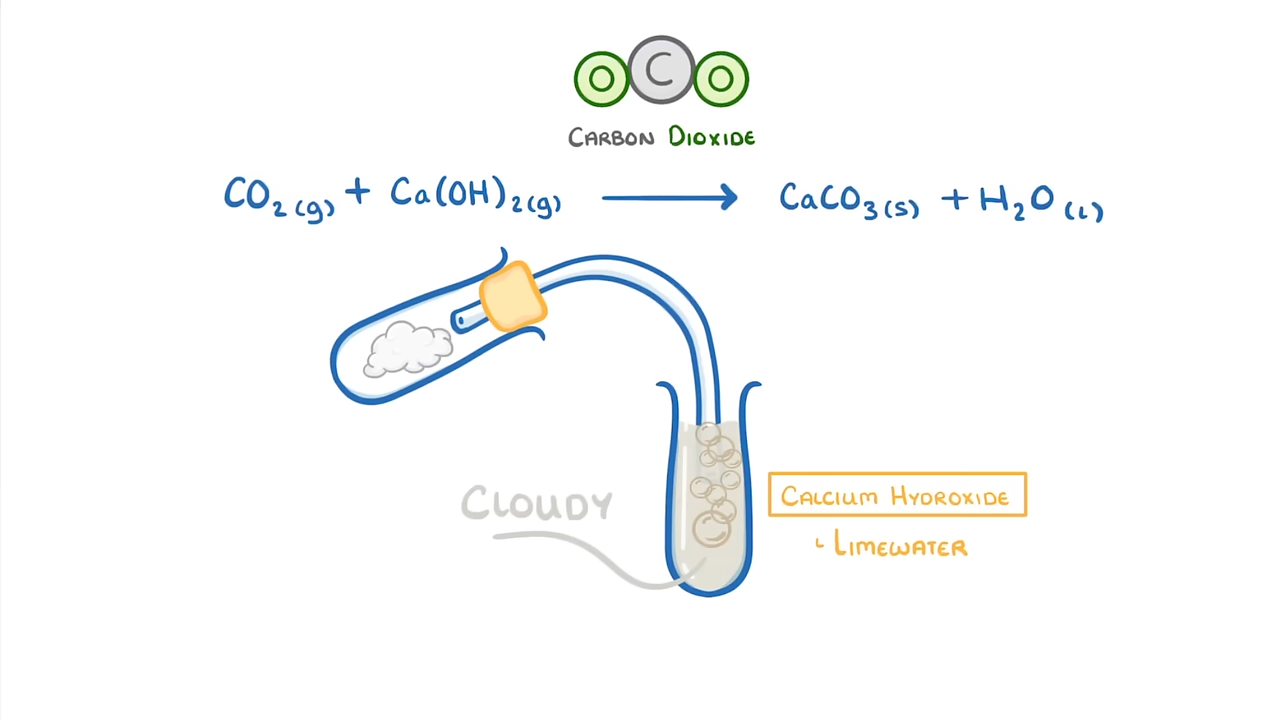 O C O
CARBON DIOXIDE
CO₂(g) + Ca(OH)₂(g) ⟶ CaCO₃(s) + H₂O(l)
CLOUDY
CALCIUM HYDROXIDE
LIMEWATER